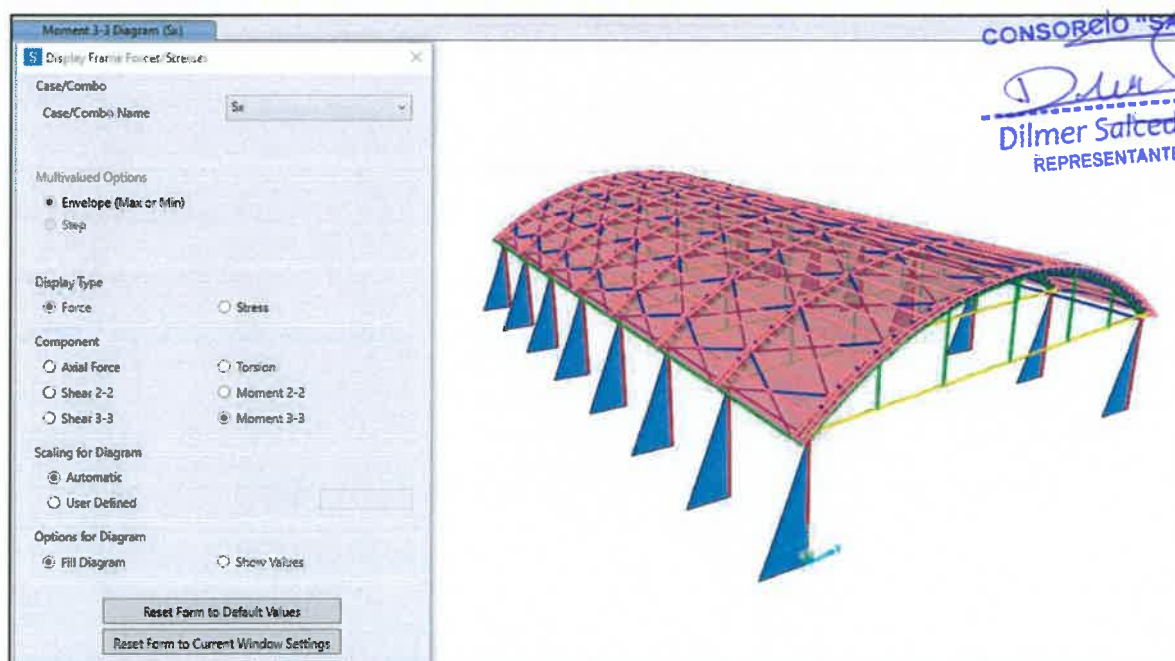 Moment 3-3 Diagram (Sx)
CONSORCIO "SA
S Display Frame Forces/Stresses
Case/Combo
Case/Combo Name
Sx
Dilmer Salced
REPRESENTANTE
Multivalued Options
Envelope (Max or Min)
Step
Display Type
Force Stress
Component
Axial Force Torsion
Shear 2-2 Moment 2-2
Shear 3-3 Moment 3-3
Scaling for Diagram
Automatic
User Defined
Options for Diagram
Fill Diagram Show Values
Reset Form to Default Values
Reset Form to Current Window Settings